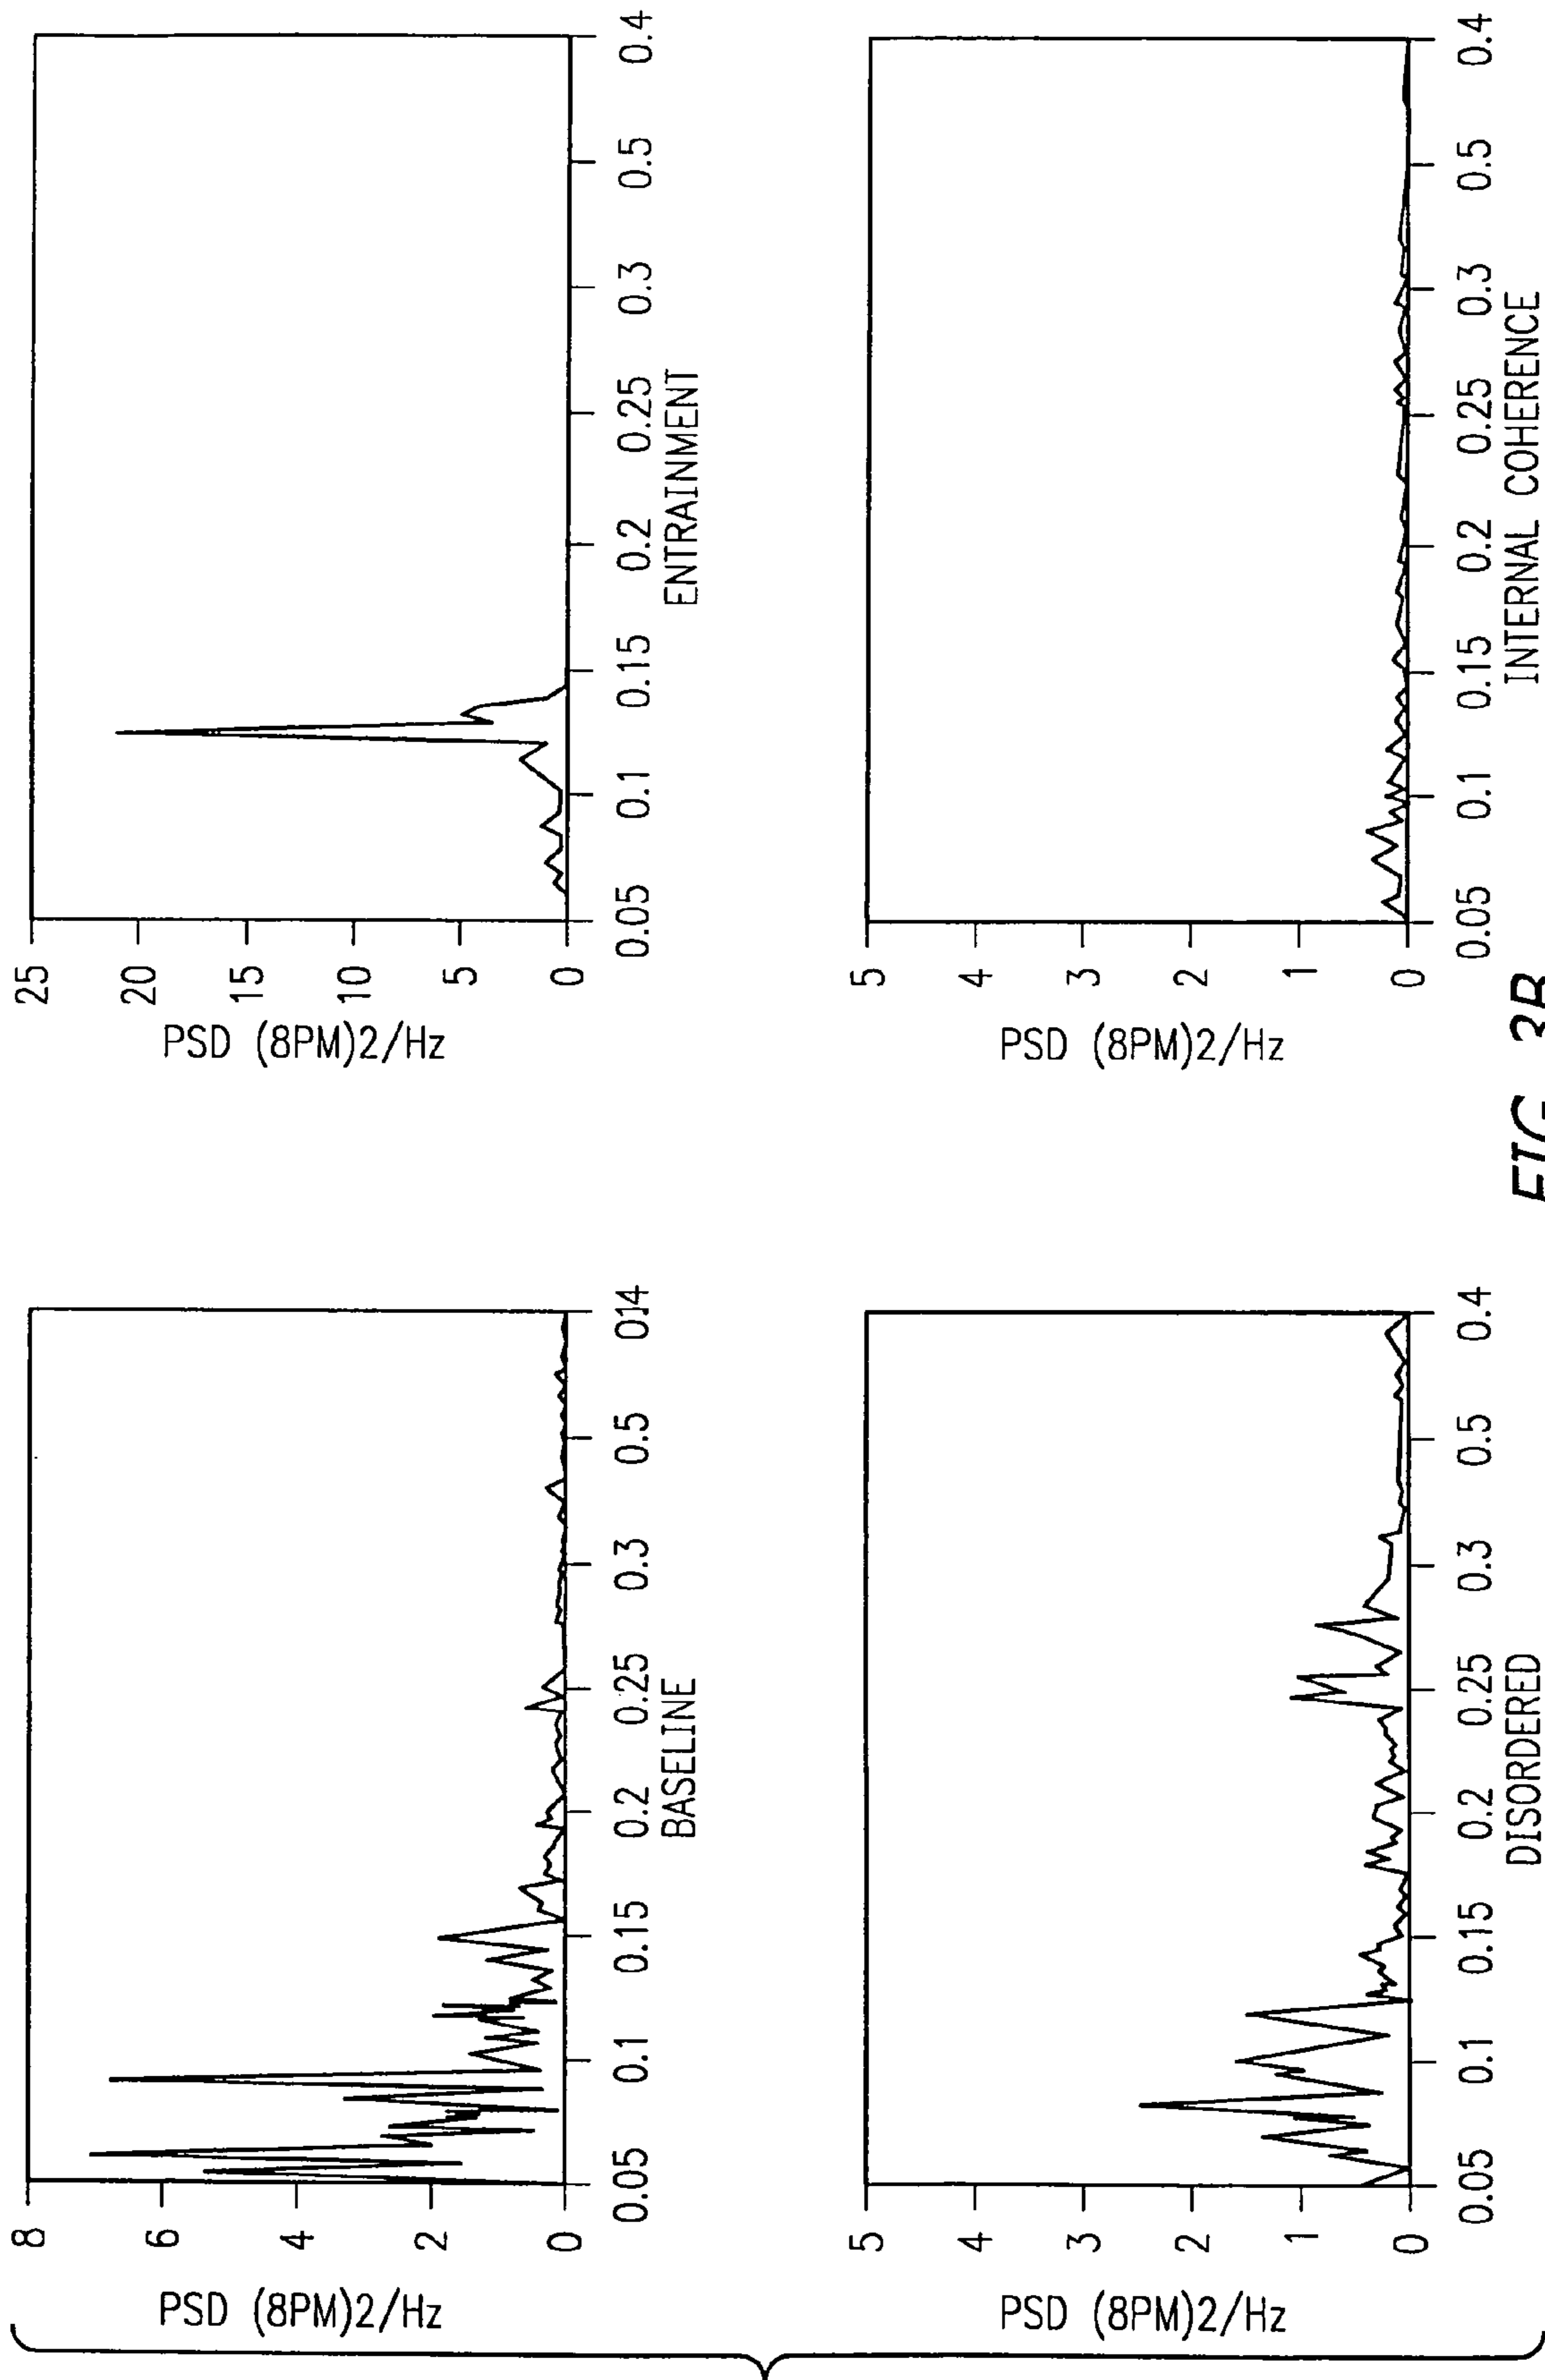 PSD (8PM)2/Hz
8
6
4
2
0
0.05 0.1 0.15 0.2 0.25 0.3 0.5 014
BASELINE
PSD (8PM)2/Hz
25
20
15
10
5
0
0.05 0.1 0.15 0.2 0.25 0.3 0.5 0.4
ENTRAINMENT
PSD (8PM)2/Hz
5
4
3
2
1
0
0.05 0.1 0.15 0.2 0.25 0.3 0.5 0.4
DISORDERED
PSD (8PM)2/Hz
5
4
3
2
1
0
0.05 0.1 0.15 0.2 0.25 0.3 0.5 0.4
INTERNAL COHERENCE
FIG. 3B